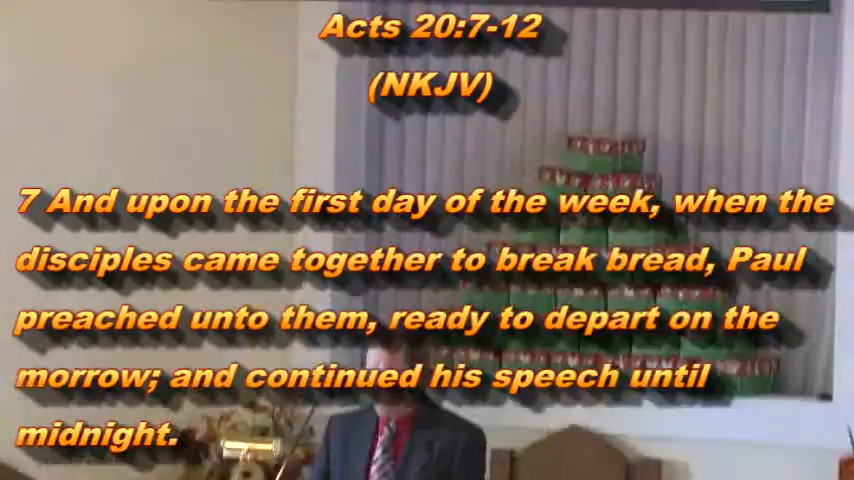 Acts 20:7-12
(NKJV)
7 And upon the first day of the week, when the
disciples came together to break bread, Paul
preached unto them, ready to depart on the
morrow; and continued his speech until
midnight.